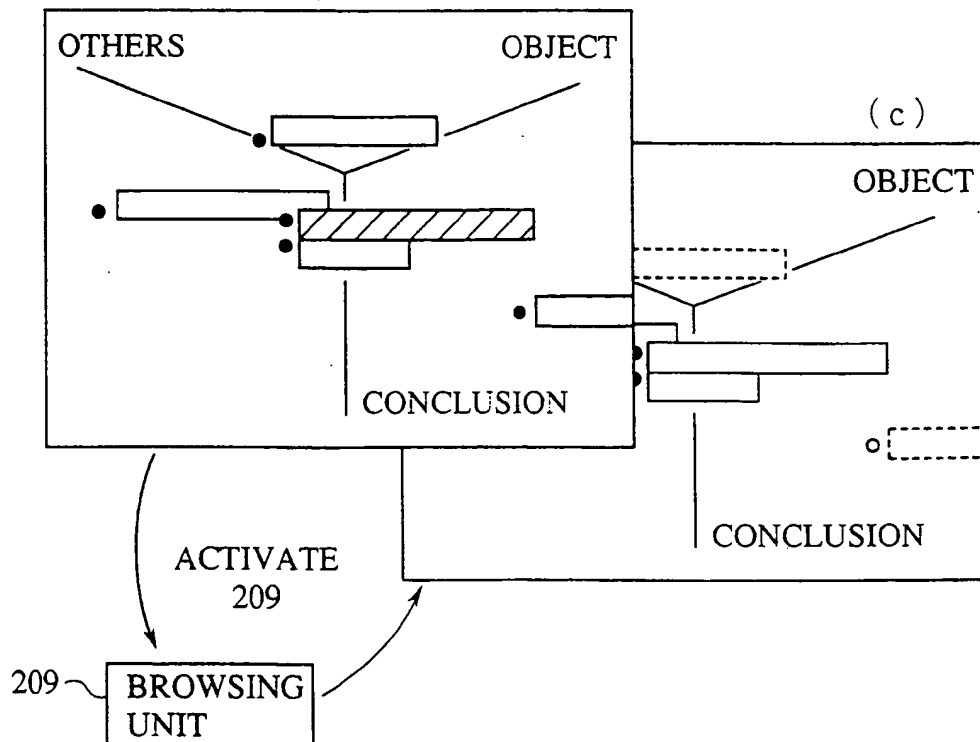 OTHERS
OBJECT
(c)
OBJECT
CONCLUSION
CONCLUSION
ACTIVATE
209
209
BROWSING
UNIT